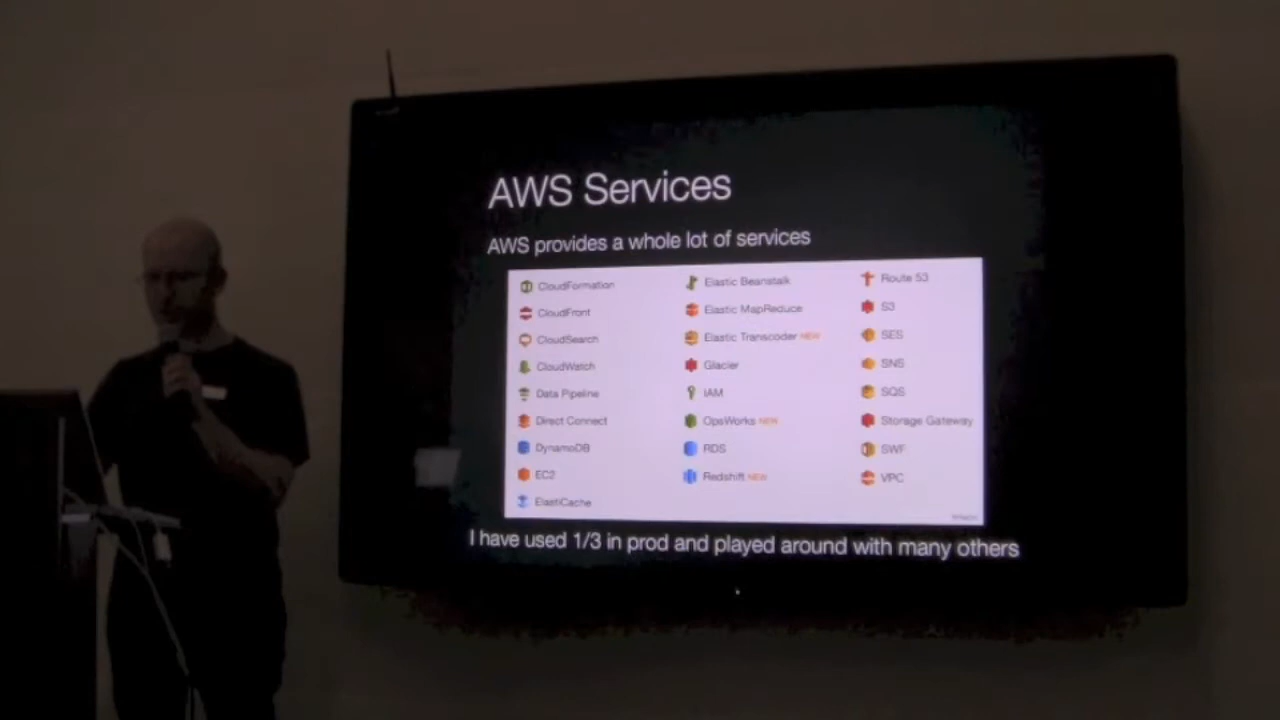 AWS Services
AWS provides a whole lot of services
CloudFormation
CloudFront
CloudSearch
CloudWatch
Data Pipeline
Direct Connect
DynamoDB
EC2
ElastiCache
Elastic Beanstalk
Elastic MapReduce
Elastic Transcoder NEW
Glacier
IAM
OpsWorks NEW
RDS
Redshift NEW
Route 53
S3
SES
SNS
SQS
Storage Gateway
SWF
VPC
I have used 1/3 in prod and played around with many others